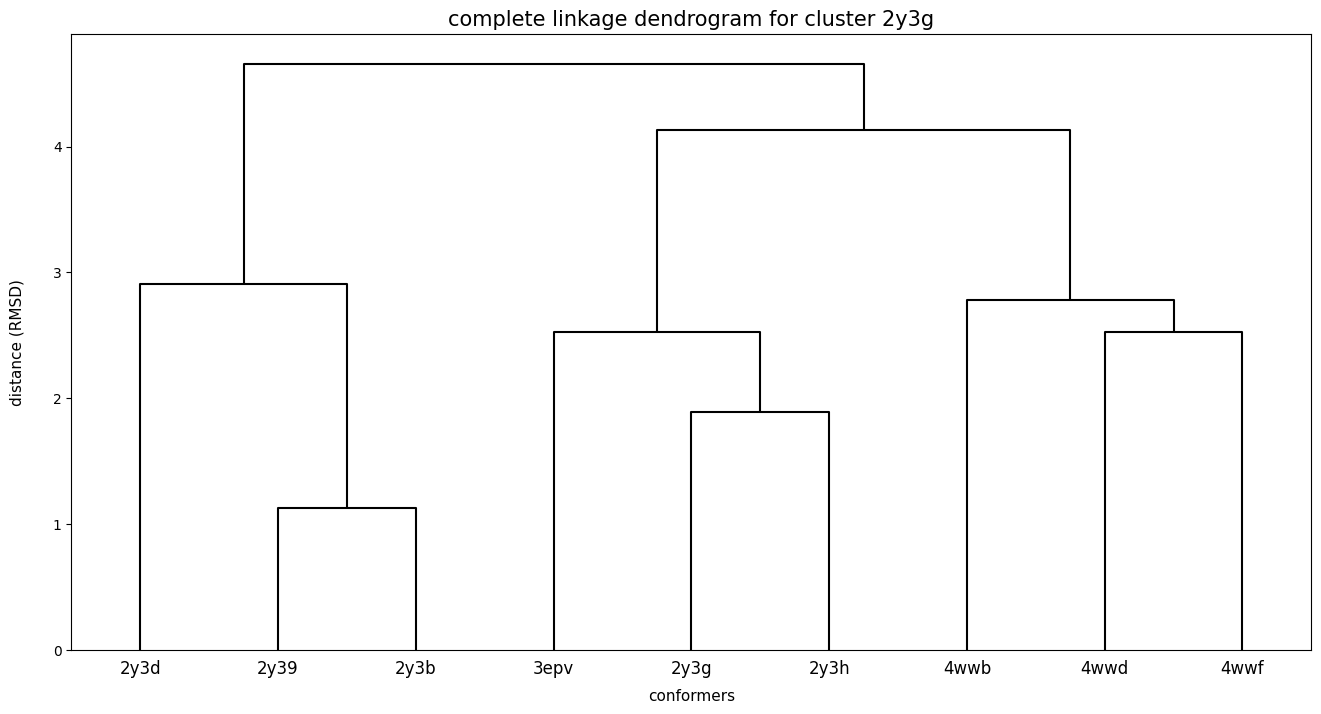 complete linkage dendrogram for cluster 2y3g
4
3
2
1
0
distance (RMSD)
2y3d 2y39 2y3b 3epv 2y3g 2y3h 4wwb 4wwd 4wwf
conformers